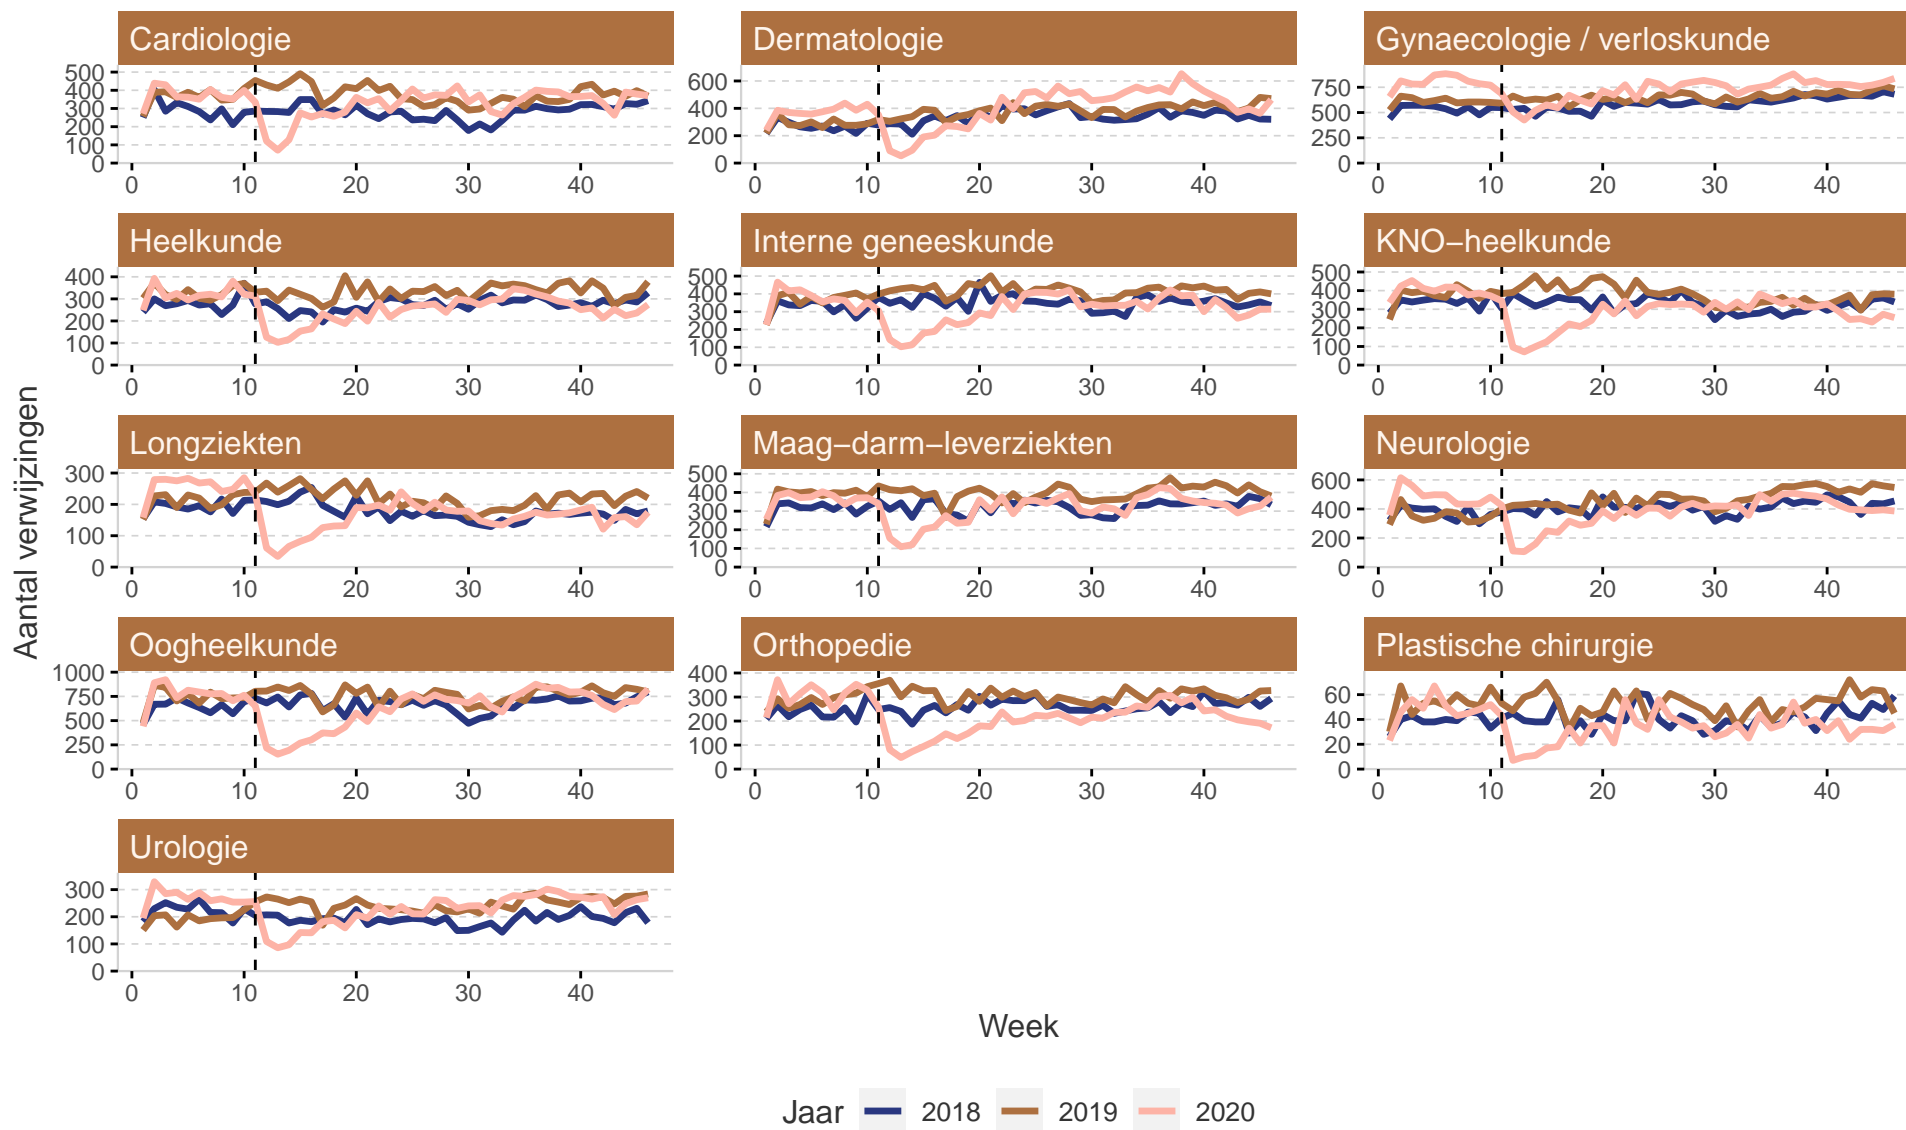 Cardiologie
Dermatologie
Gynaecologie / verloskunde
500
400
300
200
100
0
0 10 20 30 40
600
400
200
0
0 10 20 30 40
750
500
250
0
0 10 20 30 40
Heelkunde
Interne geneeskunde
KNO−heelkunde
400
300
200
100
0
0 10 20 30 40
500
400
300
200
100
0
0 10 20 30 40
500
400
300
200
100
0
0 10 20 30 40
Aantal verwijzingen
Longziekten
Maag−darm−leverziekten
Neurologie
300
200
100
0
0 10 20 30 40
500
400
300
200
100
0
0 10 20 30 40
600
400
200
0
0 10 20 30 40
Oogheelkunde
Orthopedie
Plastische chirurgie
1000
750
500
250
0
0 10 20 30 40
400
300
200
100
0
0 10 20 30 40
60
40
20
0
0 10 20 30 40
Urologie
300
200
100
0
0 10 20 30 40
Week
Jaar 2018 2019 2020